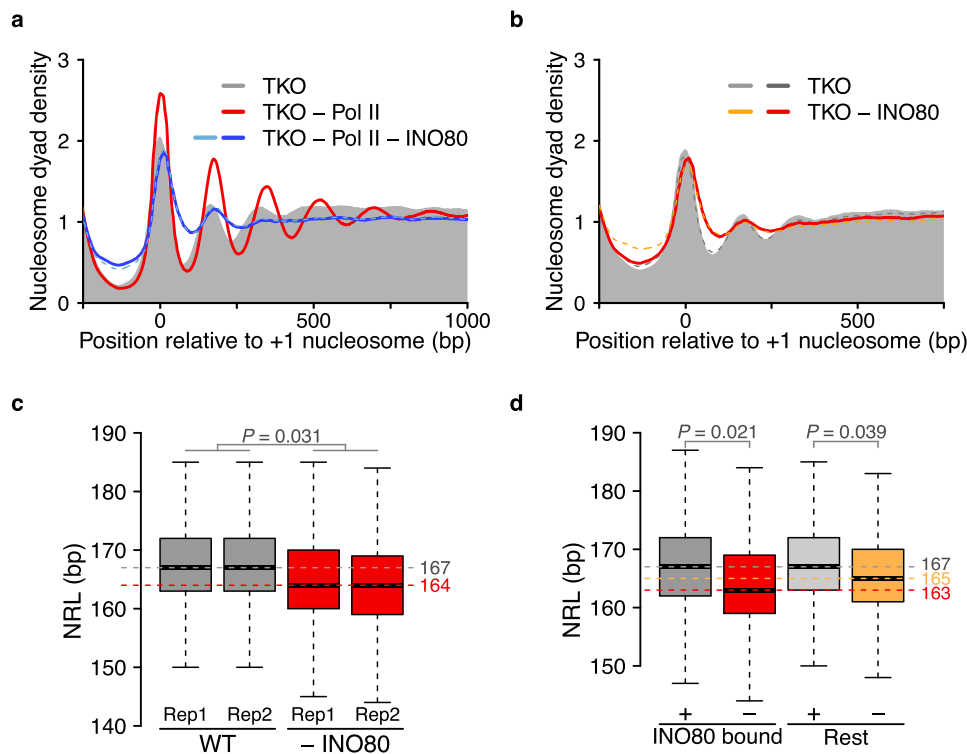 a
3
2
1
0
Nucleosome dyad density
TKO
TKO – Pol II
TKO – Pol II – INO80
0
500
1000
Position relative to +1 nucleosome (bp)
b
3
2
1
0
Nucleosome dyad density
TKO
TKO – INO80
0
500
Position relative to +1 nucleosome (bp)
c
190
180
170
160
150
140
NRL (bp)
P = 0.031
167
164
Rep1 Rep2 Rep1 Rep2
WT – INO80
d
190
180
170
160
150
NRL (bp)
P = 0.021 P = 0.039
167
165
163
+ – + –
INO80 bound Rest